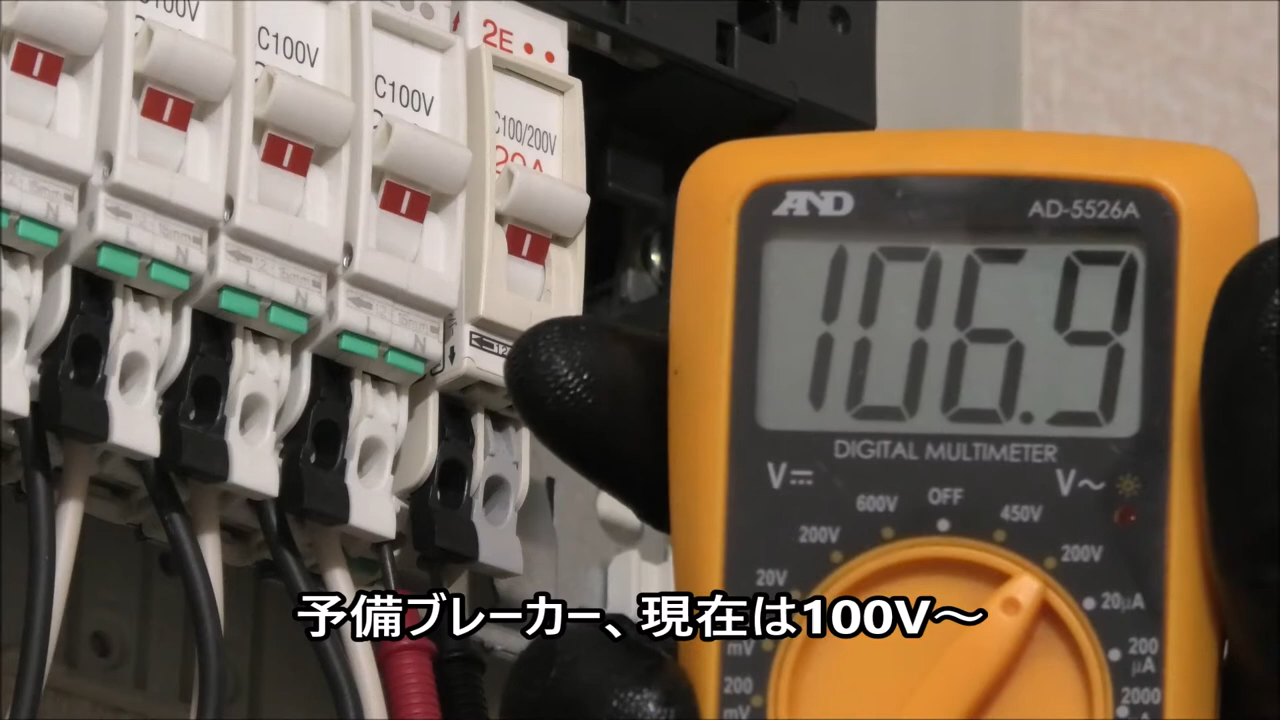 C100V
C100V
C100V
2E
C100/200V
20A
L N
L N
L N
N
AND
AD-5526A
106.9
DIGITAL MULTIMETER
V⎓
V～
OFF
600V
450V
200V
200V
20V
20μA
mV
200
μA
200
mV
2000
予備ブレーカー、現在は100V～